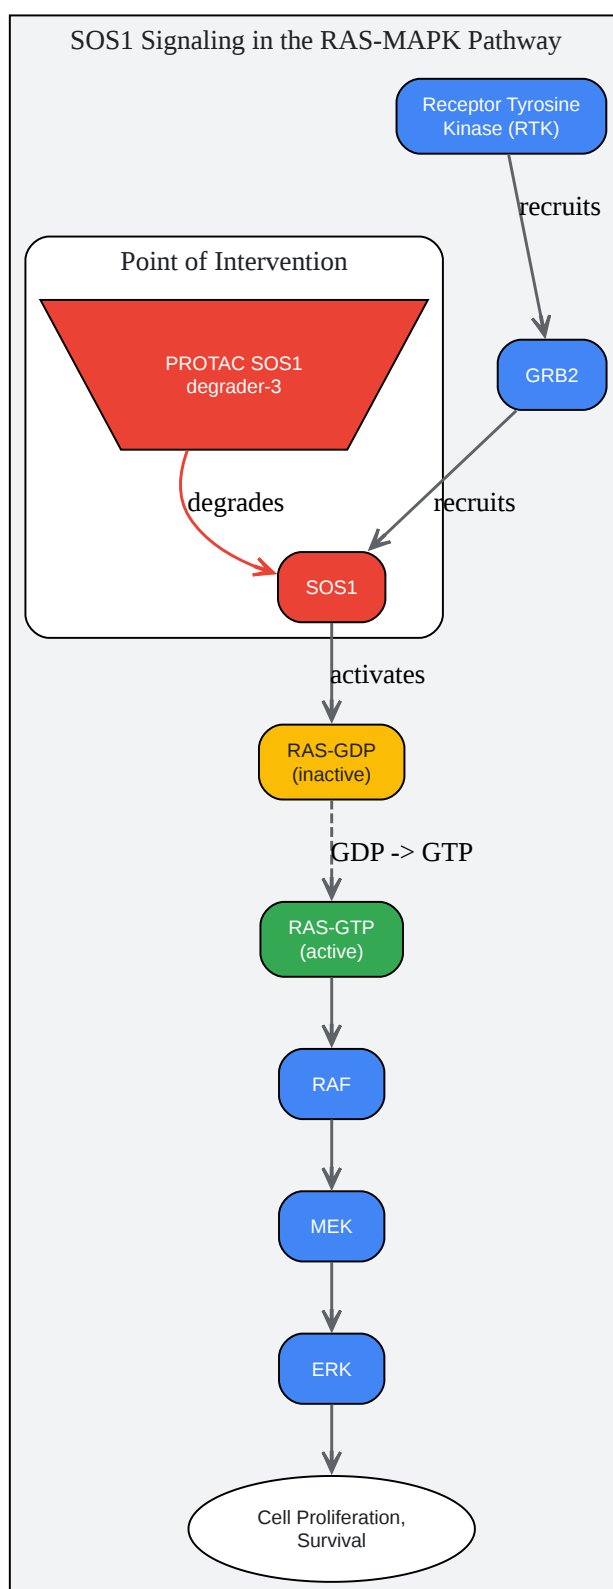 SOS1 Signaling in the RAS-MAPK Pathway
Receptor Tyrosine
Kinase (RTK)
recruits
Point of Intervention
PROTAC SOS1
degrader-3
GRB2
degrades
recruits
SOS1
activates
RAS-GDP
(inactive)
GDP -> GTP
RAS-GTP
(active)
RAF
MEK
ERK
Cell Proliferation,
Survival